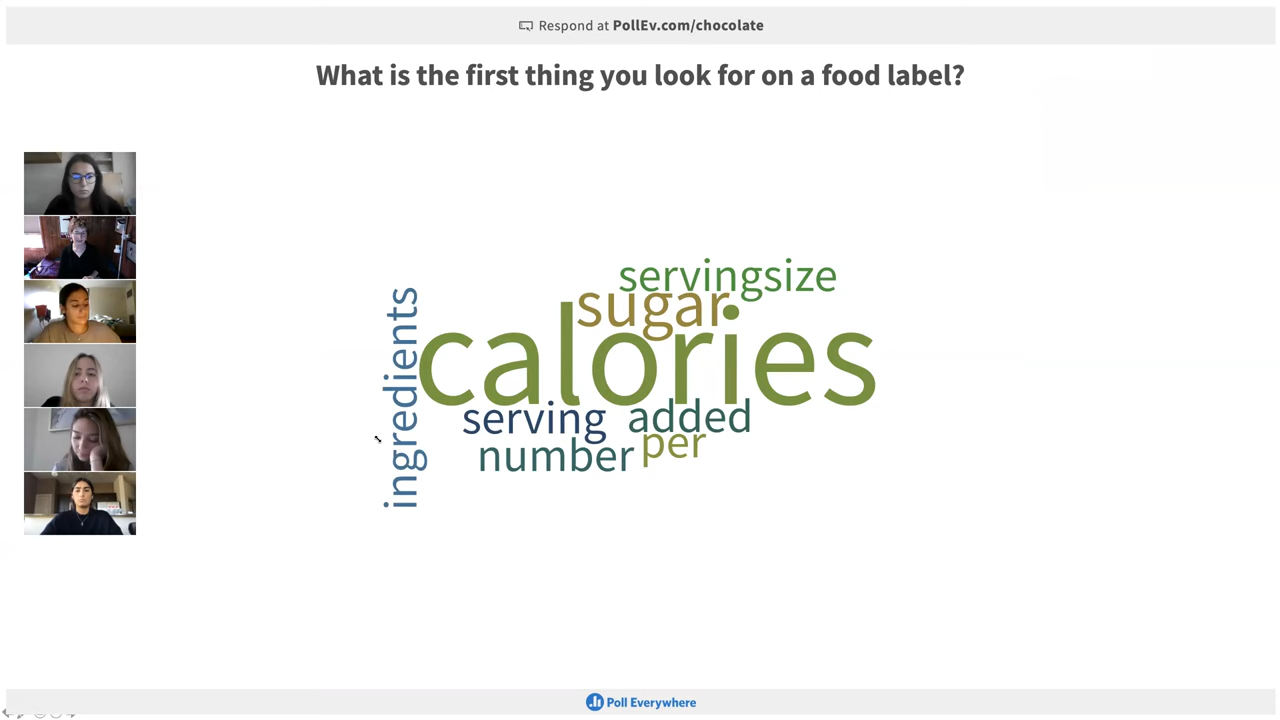 Respond at PollEv.com/chocolate
What is the first thing you look for on a food label?
servingsize
sugar
ingredients
calories
serving added
number per
Poll Everywhere